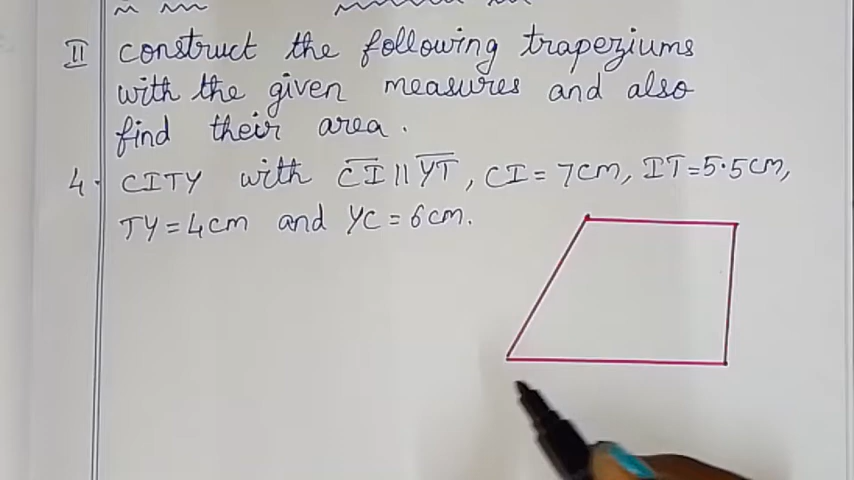 II construct the following trapeziums
with the given measures and also
find their area.
4. CITY with C͞I || Y͞T, CI = 7cm, IT = 5.5cm,
TY = 4cm and YC = 6cm.